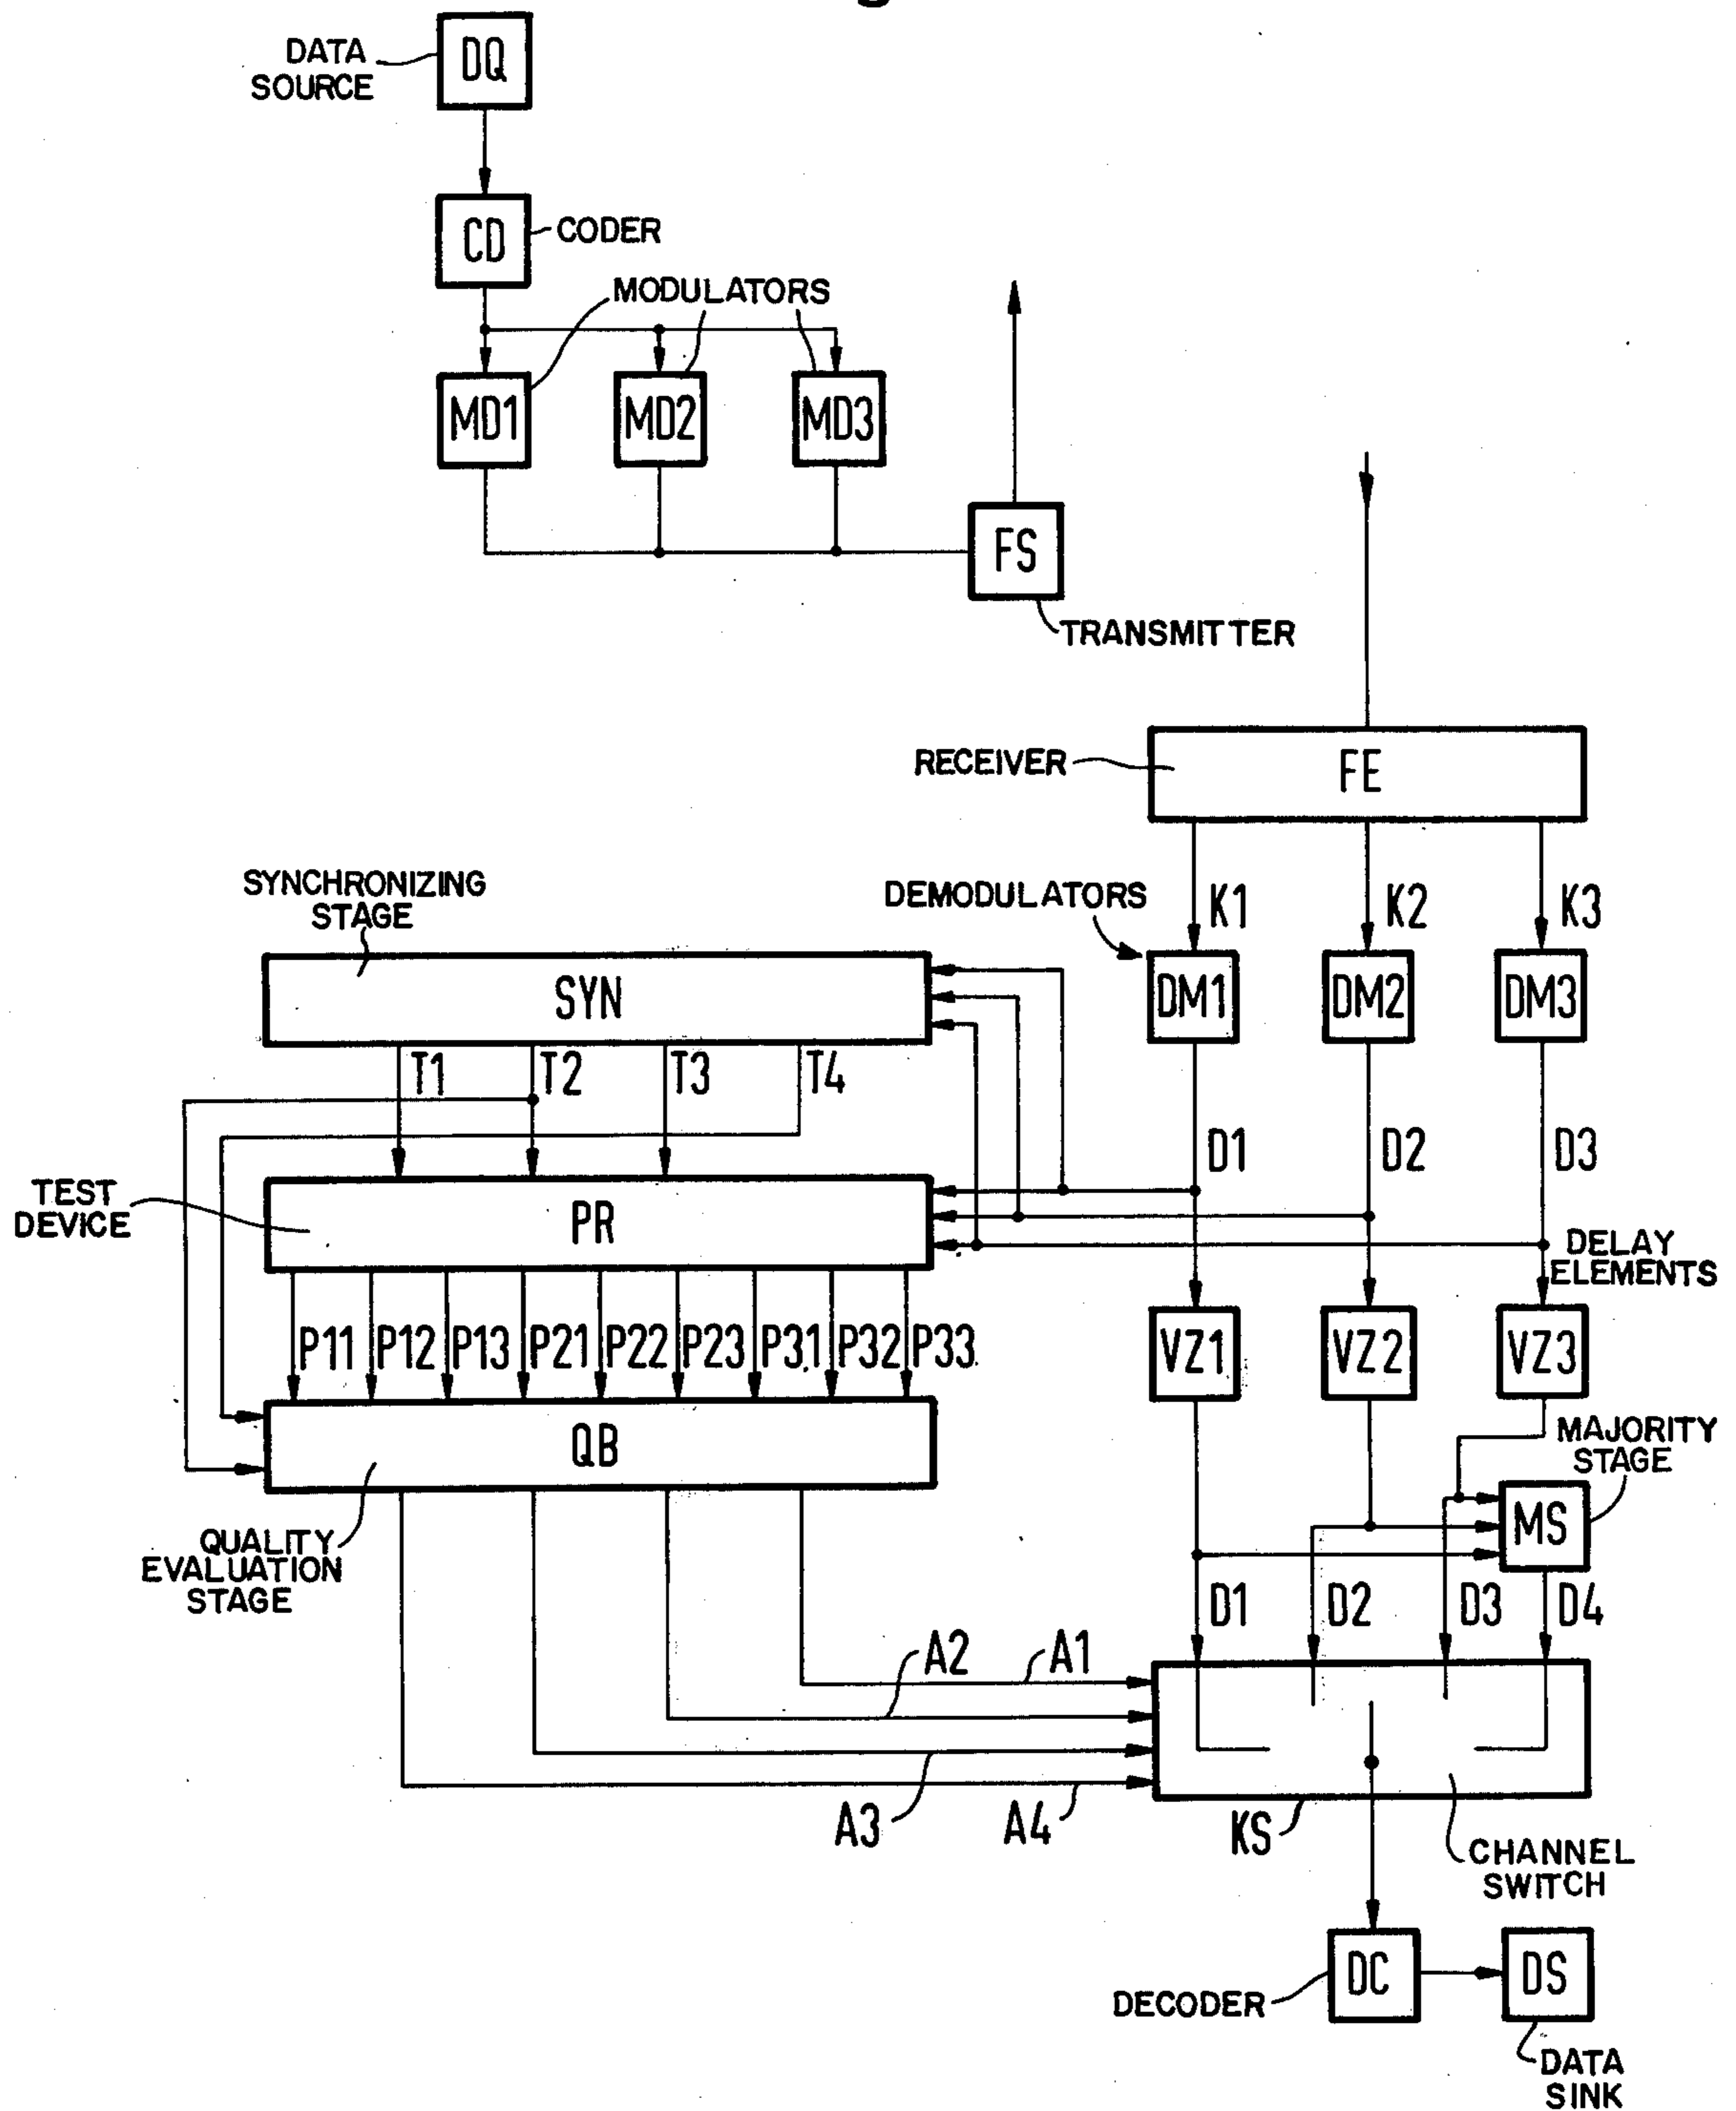 DATA
SOURCE
DQ
CD
CODER
MODULATORS
MD1
MD2
MD3
FS
TRANSMITTER
RECEIVER
FE
SYNCHRONIZING
STAGE
DEMODULATORS
K1
K2
K3
SYN
DM1
DM2
DM3
T1
T2
T3
T4
D1
D2
D3
TEST
DEVICE
PR
DELAY
ELEMENTS
P11
P12
P13
P21
P22
P23
P31
P32
P33
VZ1
VZ2
VZ3
QB
MAJORITY
STAGE
MS
QUALITY
EVALUATION
STAGE
D1
D2
D3
D4
A2
A1
A3
A4
KS
CHANNEL
SWITCH
DECODER
DC
DS
DATA
SINK